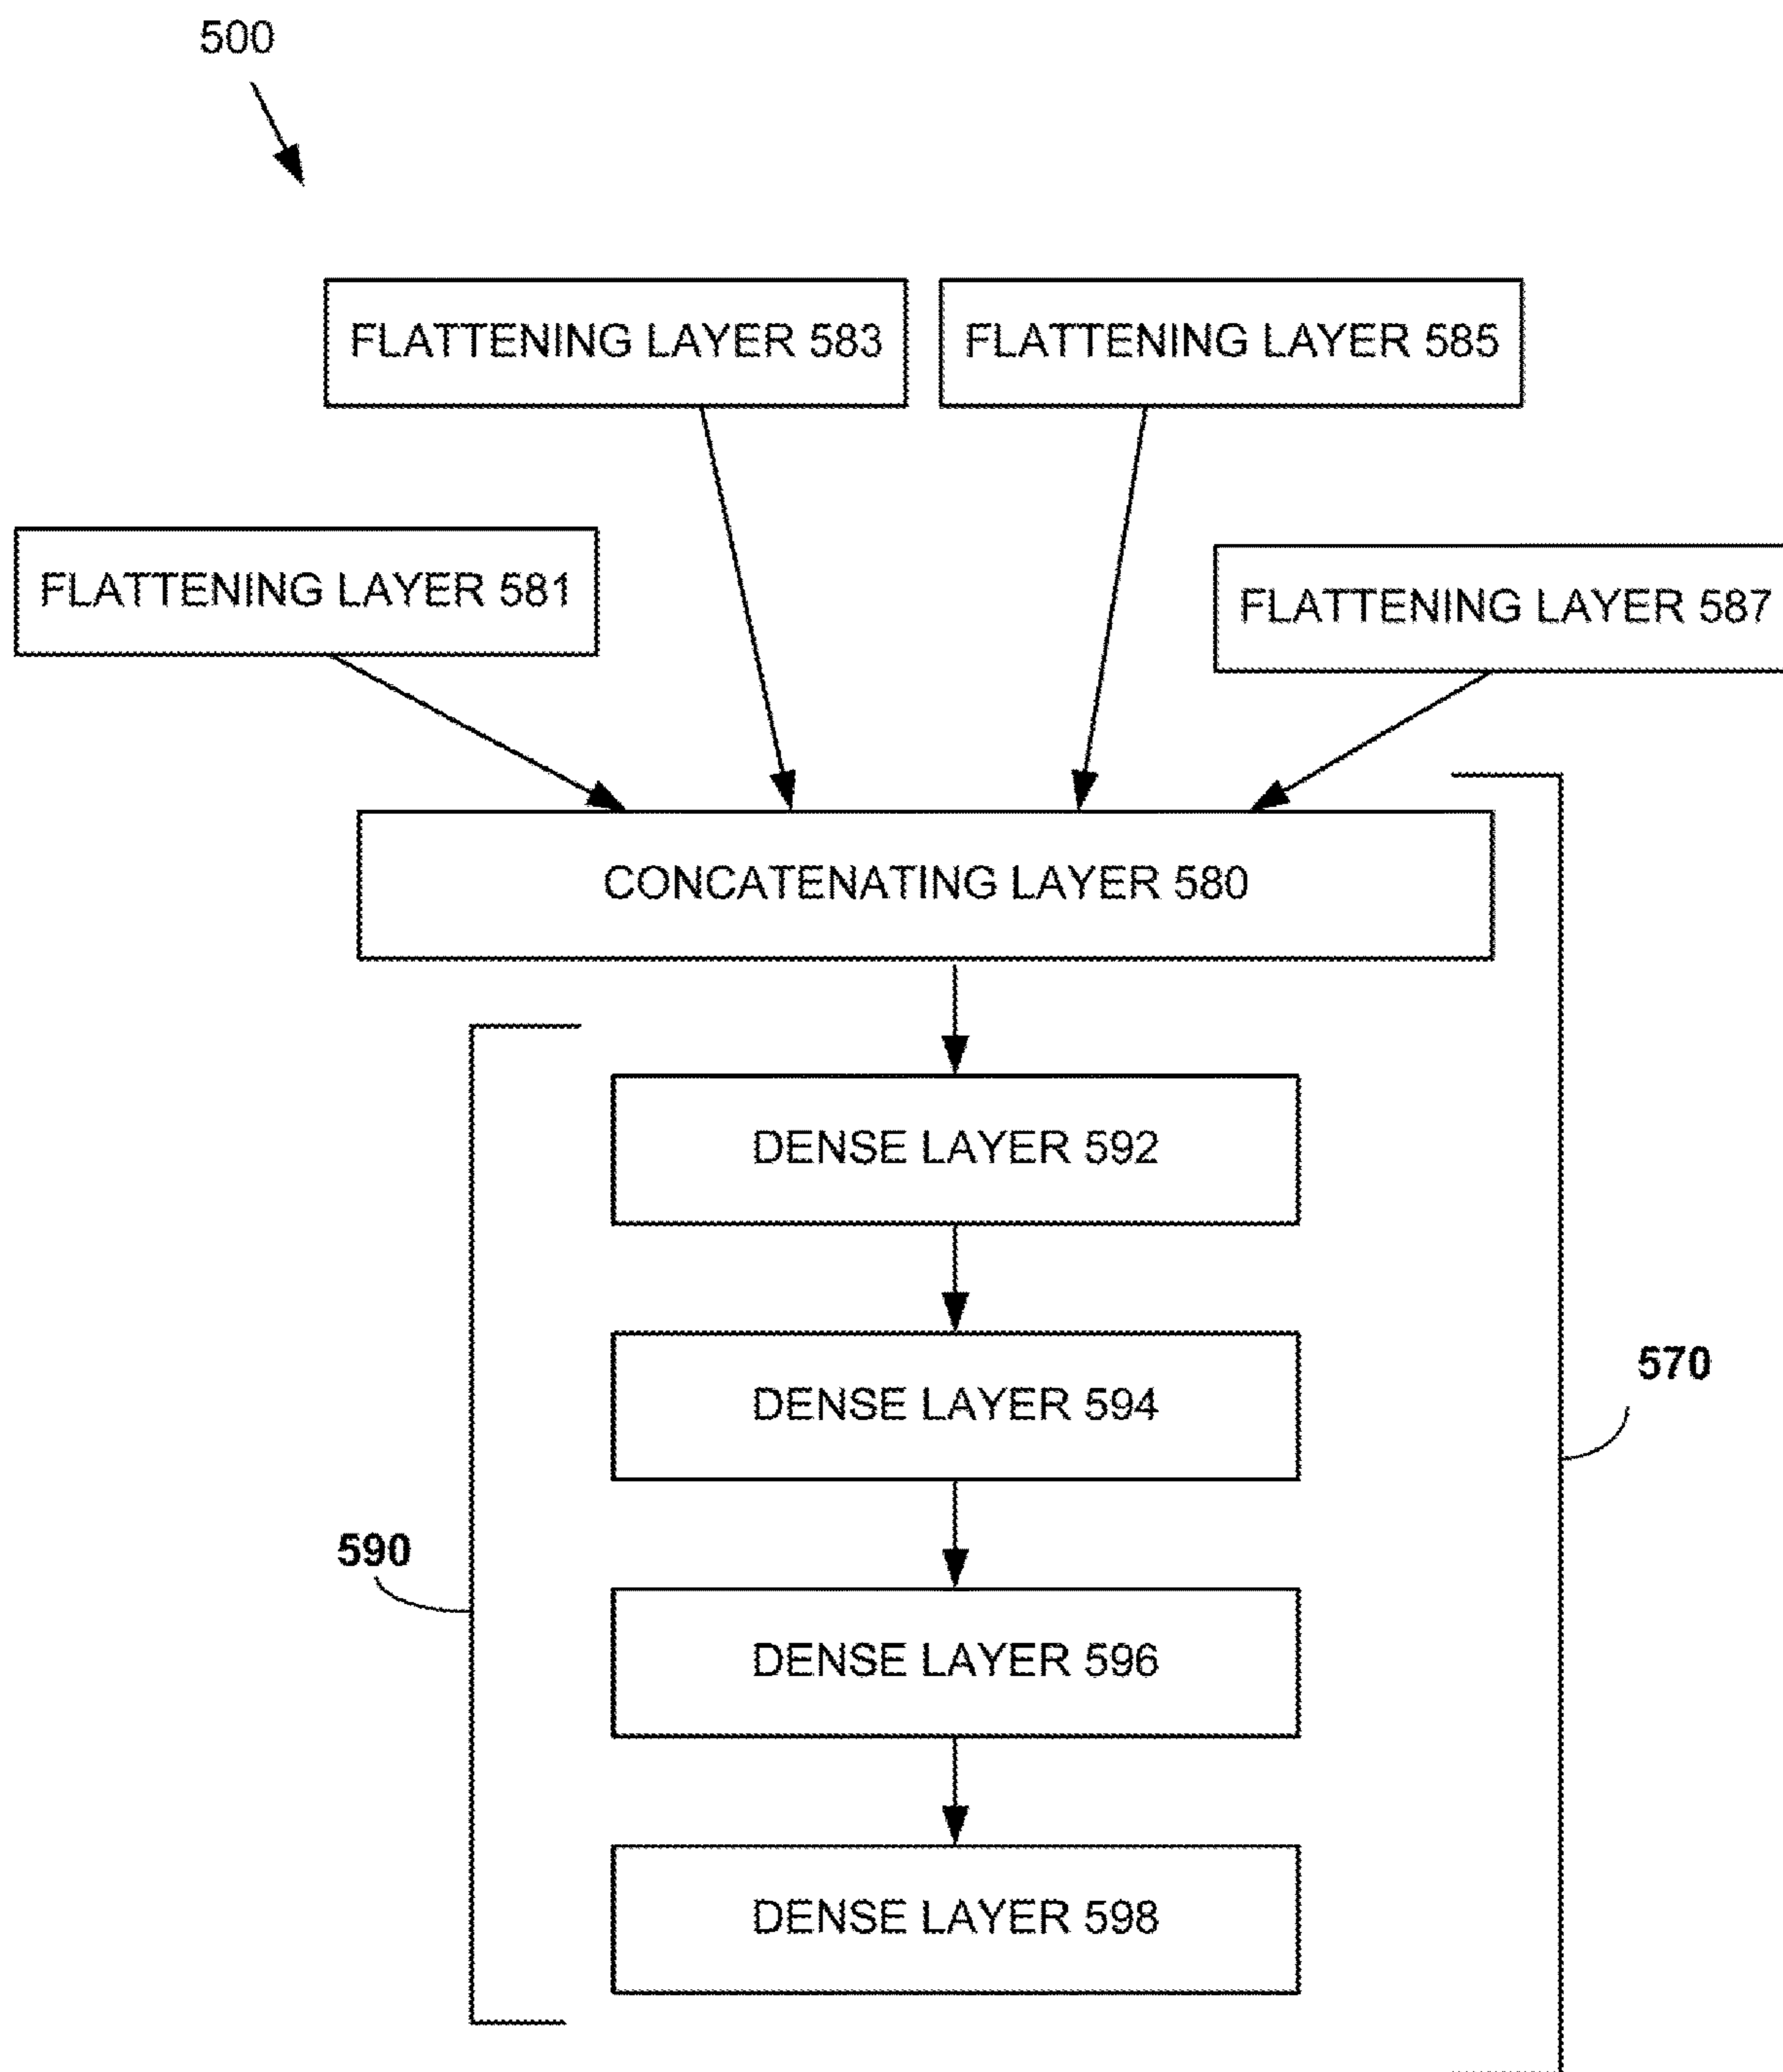 500
FLATTENING LAYER 583
FLATTENING LAYER 585
FLATTENING LAYER 581
FLATTENING LAYER 587
CONCATENATING LAYER 580
DENSE LAYER 592
DENSE LAYER 594
570
590
DENSE LAYER 596
DENSE LAYER 598